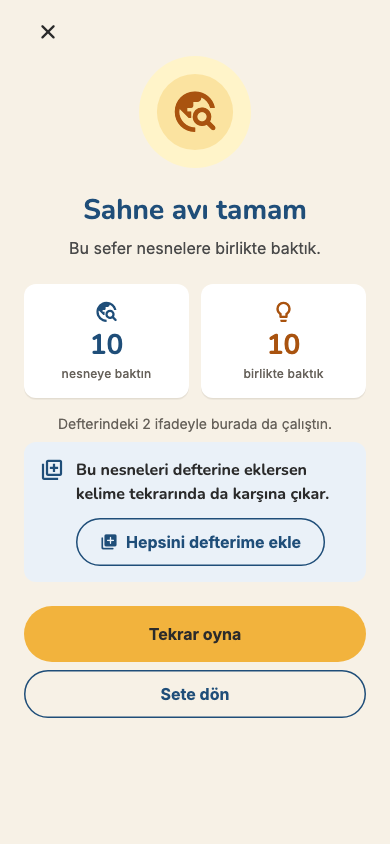 Sahne avı tamam
Bu sefer nesnelere birlikte baktık.
10
nesneye baktın
10
birlikte baktık
Defterindeki 2 ifadeyle burada da çalıştın.
Bu nesneleri defterine eklersen
kelime tekrarında da karşına çıkar.
Hepsini defterime ekle
Tekrar oyna
Sete dön